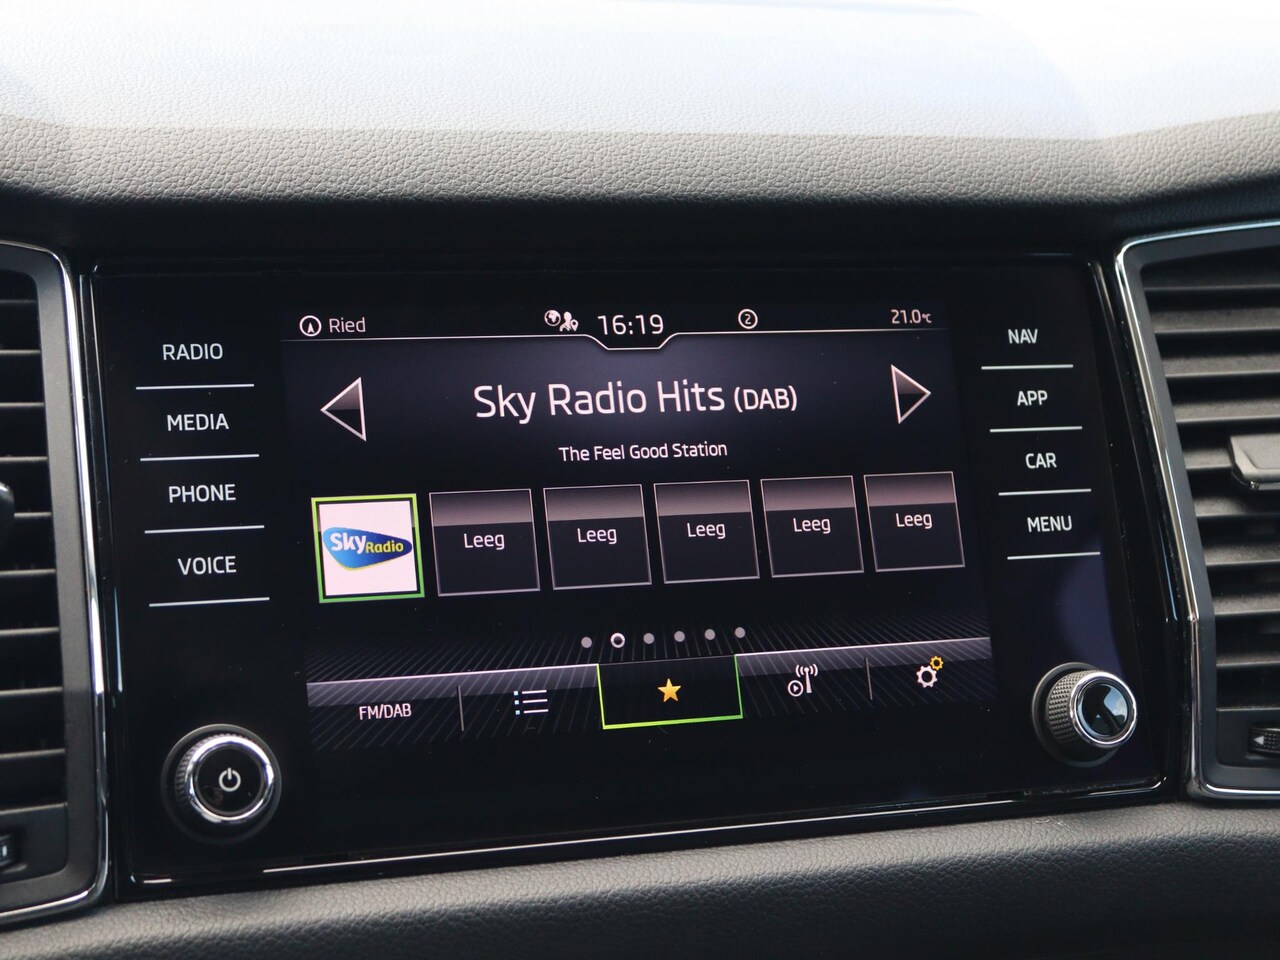 Ried
16:19
2
21.0°C
RADIO
MEDIA
PHONE
VOICE
Sky Radio Hits (DAB)
The Feel Good Station
Sky Radio
Leeg
Leeg
Leeg
Leeg
Leeg
FM/DAB
NAV
APP
CAR
MENU